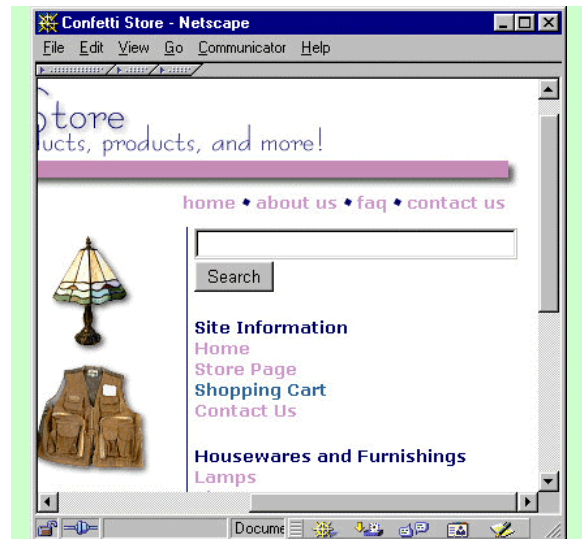 Confetti Store - Netscape
File Edit View Go Communicator Help
Store
ucts, products, and more!
home • about us • faq • contact us
Search
Site Information
Home
Store Page
Shopping Cart
Contact Us
Housewares and Furnishings
Lamps
Docume